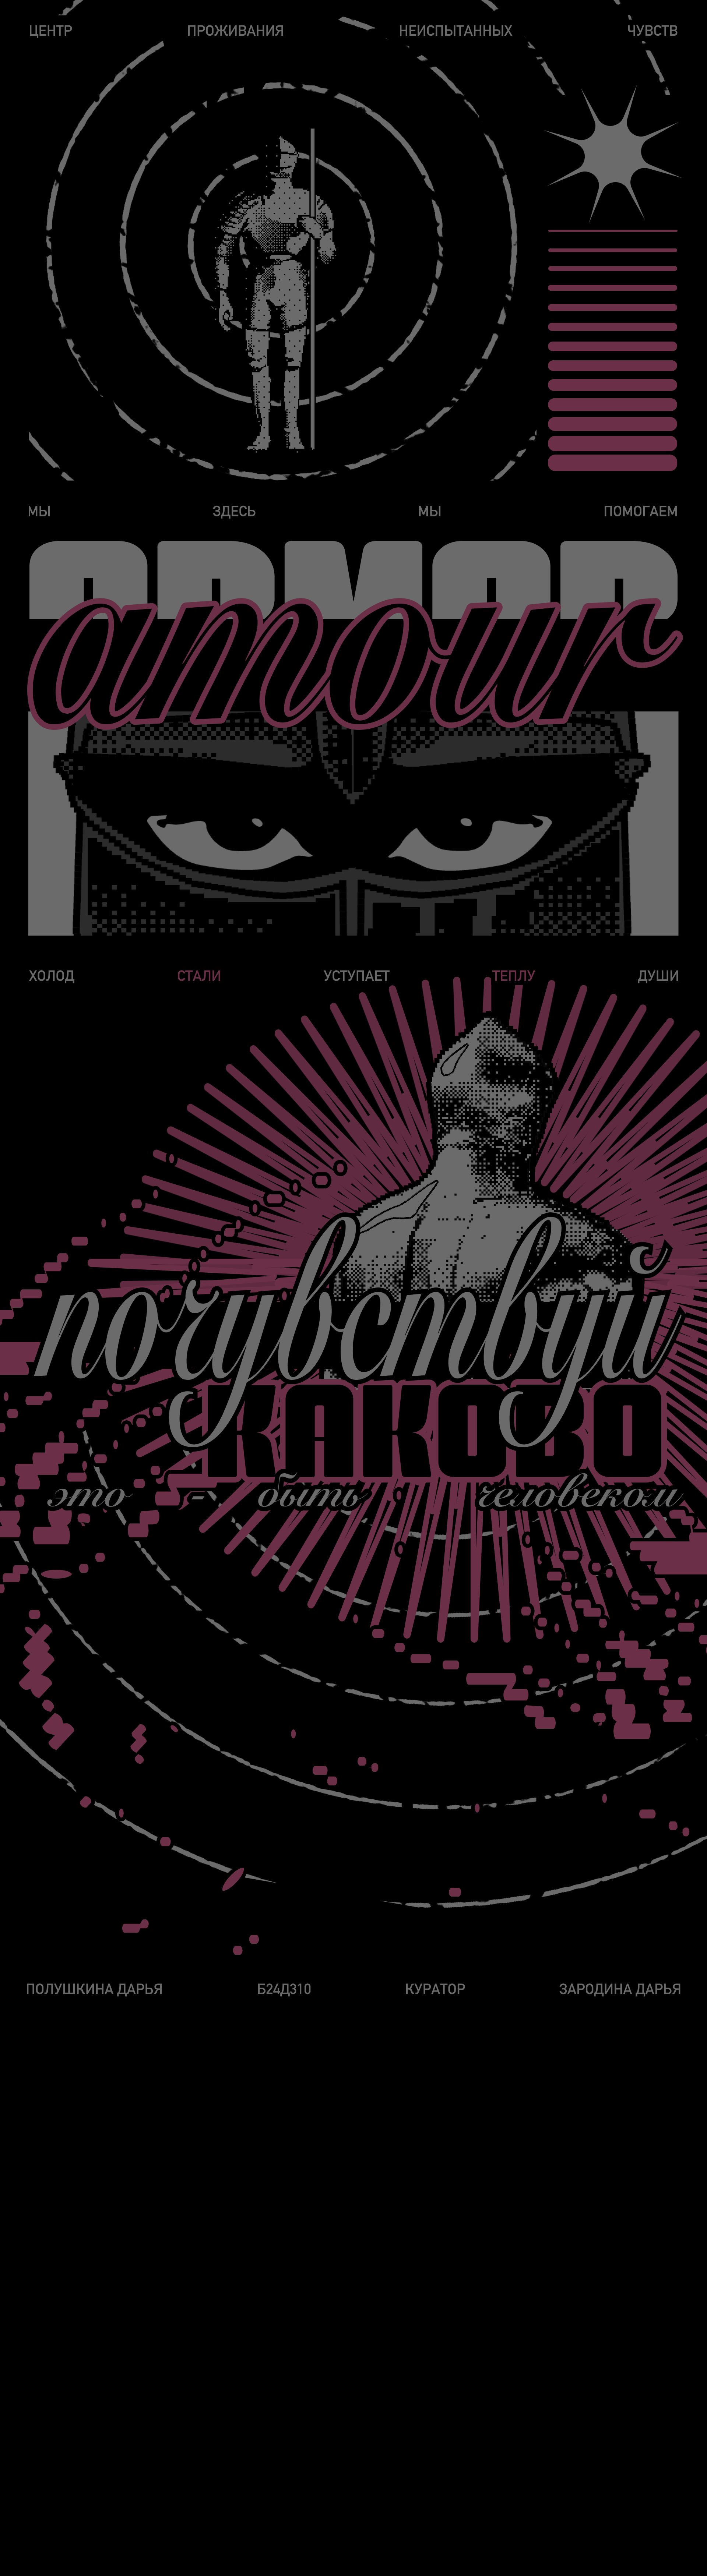 ЦЕНТР ПРОЖИВАНИЯ НЕИСПЫТАННЫХ ЧУВСТВ
МЫ ЗДЕСЬ МЫ ПОМОГАЕМ
ARMOR
amour
ХОЛОД СТАЛИ УСТУПАЕТ ТЕПЛУ ДУШИ
почувствуй
КАКОВО
это - быть человеком
ПОЛУШКИНА ДАРЬЯ Б24Д310 КУРАТОР ЗАРОДИНА ДАРЬЯ